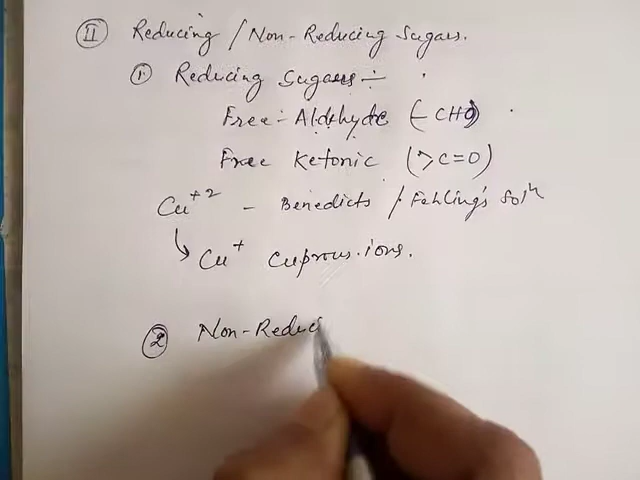 II Reducing / Non-Reducing Sugars.
1 Reducing Sugars :-
Free - Aldehyde (-CHO)
Free Ketonic (>C=O)
Cu+2 - Benedicts / Fehling's Soln
↳ Cu+ Cuprous ions.
2 Non-Reduci